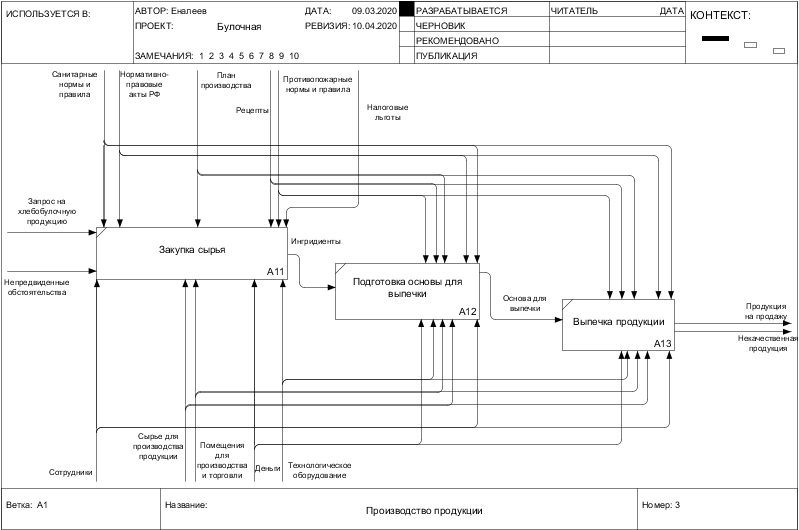 ИСПОЛЬЗУЕТСЯ В:
АВТОР: Еналеев
ДАТА: 09.03.2020
ПРОЕКТ: Булочная
РЕВИЗИЯ: 10.04.2020
ЗАМЕЧАНИЯ: 1 2 3 4 5 6 7 8 9 10
РАЗРАБАТЫВАЕТСЯ
ЧЕРНОВИК
РЕКОМЕНДОВАНО
ПУБЛИКАЦИЯ
ЧИТАТЕЛЬ ДАТА
КОНТЕКСТ:
Санитарные
нормы и
правила
Нормативно-
правовые
акты РФ
План
производства
Рецепты
Противопожарные
нормы и правила
Налоговые
льготы
Запрос на
хлебобулочную
продукцию
Непредвиденные
обстоятельства
Закупка сырья
A11
Ингридиенты
Подготовка основы для
выпечки
A12
Основа для
выпечки
Выпечка продукции
A13
Продукция
на продажу
Некачественная
продукция
Сотрудники
Сырье для
производства
продукции
Помещения
для
производства
и торговли
Деньги
Технологическое
оборудование
Ветка: A1
Название:
Производство продукции
Номер: 3